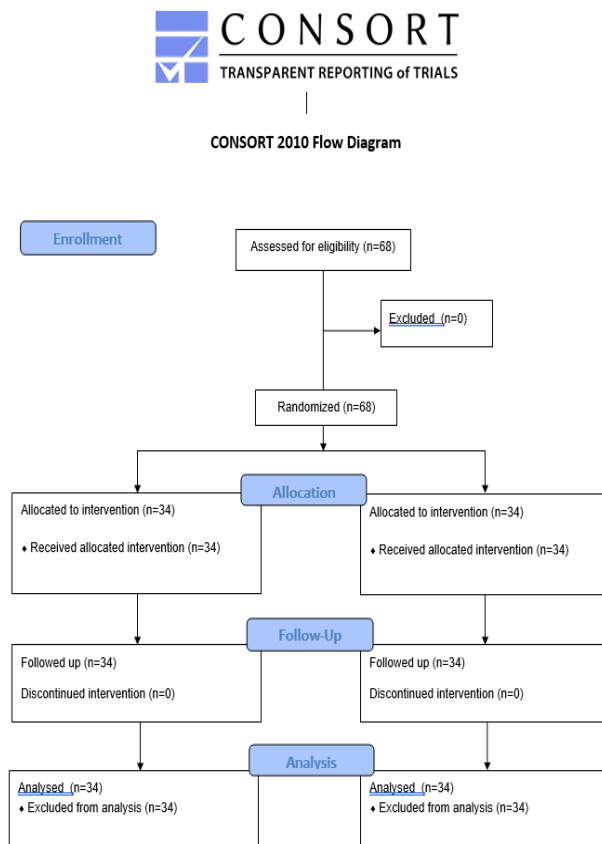 CONSORT
TRANSPARENT REPORTING of TRIALS
CONSORT 2010 Flow Diagram
Enrollment
Assessed for eligibility (n=68)
Excluded (n=0)
Randomized (n=68)
Allocation
Allocated to intervention (n=34)
♦ Received allocated intervention (n=34)
Allocated to intervention (n=34)
♦ Received allocated intervention (n=34)
Follow-Up
Followed up (n=34)
Discontinued intervention (n=0)
Followed up (n=34)
Discontinued intervention (n=0)
Analysis
Analysed (n=34)
♦ Excluded from analysis (n=34)
Analysed (n=34)
♦ Excluded from analysis (n=34)